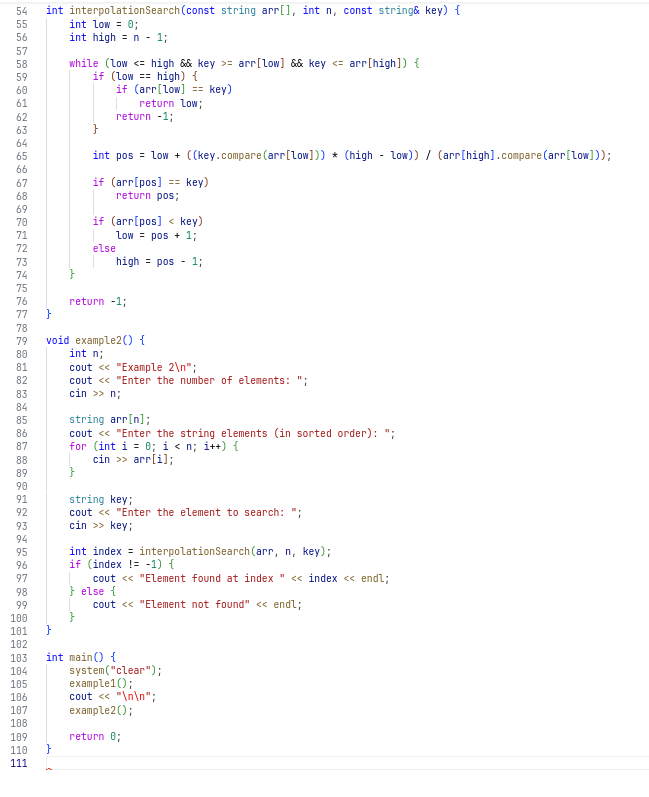 54 int interpolationSearch(const string arr[], int n, const string& key) {
55     int low = 0;
56     int high = n - 1;
57
58     while (low <= high && key >= arr[low] && key <= arr[high]) {
59         if (low == high) {
60             if (arr[low] == key)
61                 return low;
62             return -1;
63         }
64
65         int pos = low + ((key.compare(arr[low])) * (high - low)) / (arr[high].compare(arr[low]));
66
67         if (arr[pos] == key)
68             return pos;
69
70         if (arr[pos] < key)
71             low = pos + 1;
72         else
73             high = pos - 1;
74     }
75
76     return -1;
77 }
78
79 void example2() {
80     int n;
81     cout << "Example 2\n";
82     cout << "Enter the number of elements: ";
83     cin >> n;
84
85     string arr[n];
86     cout << "Enter the string elements (in sorted order): ";
87     for (int i = 0; i < n; i++) {
88         cin >> arr[i];
89     }
90
91     string key;
92     cout << "Enter the element to search: ";
93     cin >> key;
94
95     int index = interpolationSearch(arr, n, key);
96     if (index != -1) {
97         cout << "Element found at index " << index << endl;
98     } else {
99         cout << "Element not found" << endl;
100     }
101 }
102
103 int main() {
104     system("clear");
105     example1();
106     cout << "\n\n";
107     example2();
108
109     return 0;
110 }
111